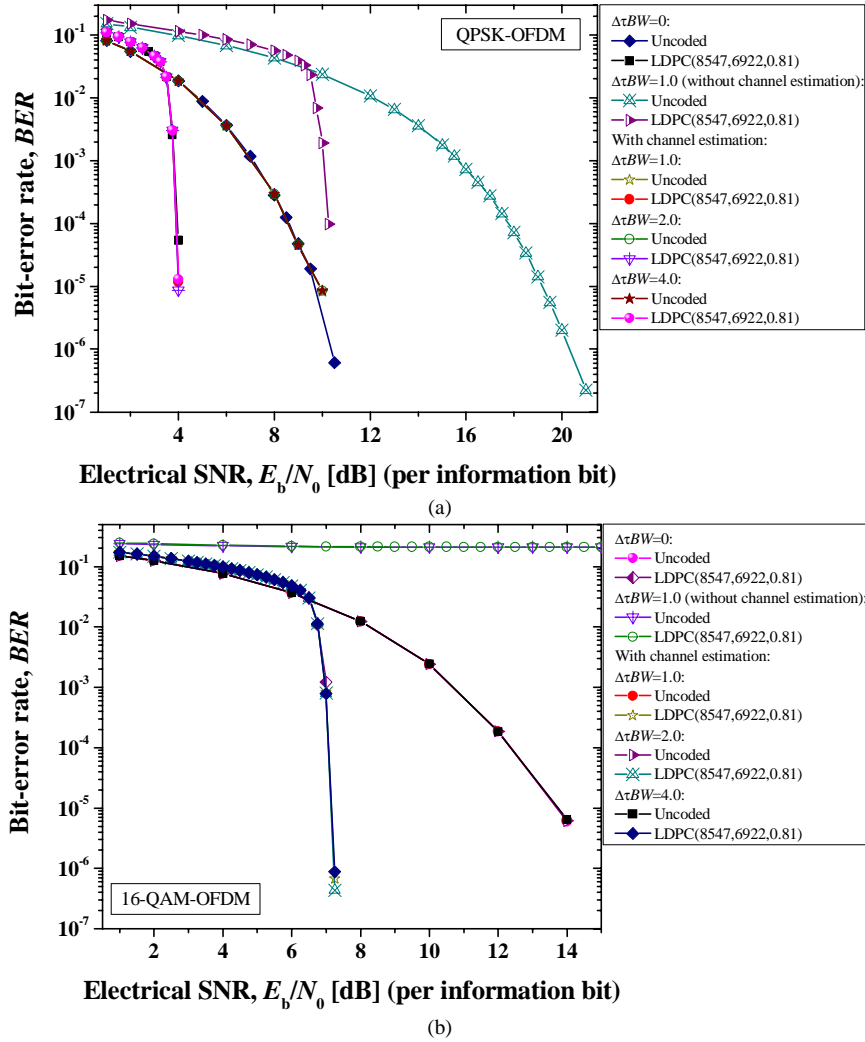 QPSK-OFDM
10^-1
10^-2
10^-3
10^-4
10^-5
10^-6
10^-7
Bit-error rate, BER
4 8 12 16 20
Electrical SNR, E_b/N_0 [dB] (per information bit)
ΔτBW=0:
Uncoded
LDPC(8547,6922,0.81)
ΔτBW=1.0 (without channel estimation):
Uncoded
LDPC(8547,6922,0.81)
With channel estimation:
ΔτBW=1.0:
Uncoded
LDPC(8547,6922,0.81)
ΔτBW=2.0:
Uncoded
LDPC(8547,6922,0.81)
ΔτBW=4.0:
Uncoded
LDPC(8547,6922,0.81)
(a)
10^-1
10^-2
10^-3
10^-4
10^-5
10^-6
10^-7
Bit-error rate, BER
16-QAM-OFDM
2 4 6 8 10 12 14
Electrical SNR, E_b/N_0 [dB] (per information bit)
ΔτBW=0:
Uncoded
LDPC(8547,6922,0.81)
ΔτBW=1.0 (without channel estimation):
Uncoded
LDPC(8547,6922,0.81)
With channel estimation:
ΔτBW=1.0:
Uncoded
LDPC(8547,6922,0.81)
ΔτBW=2.0:
Uncoded
LDPC(8547,6922,0.81)
ΔτBW=4.0:
Uncoded
LDPC(8547,6922,0.81)
(b)